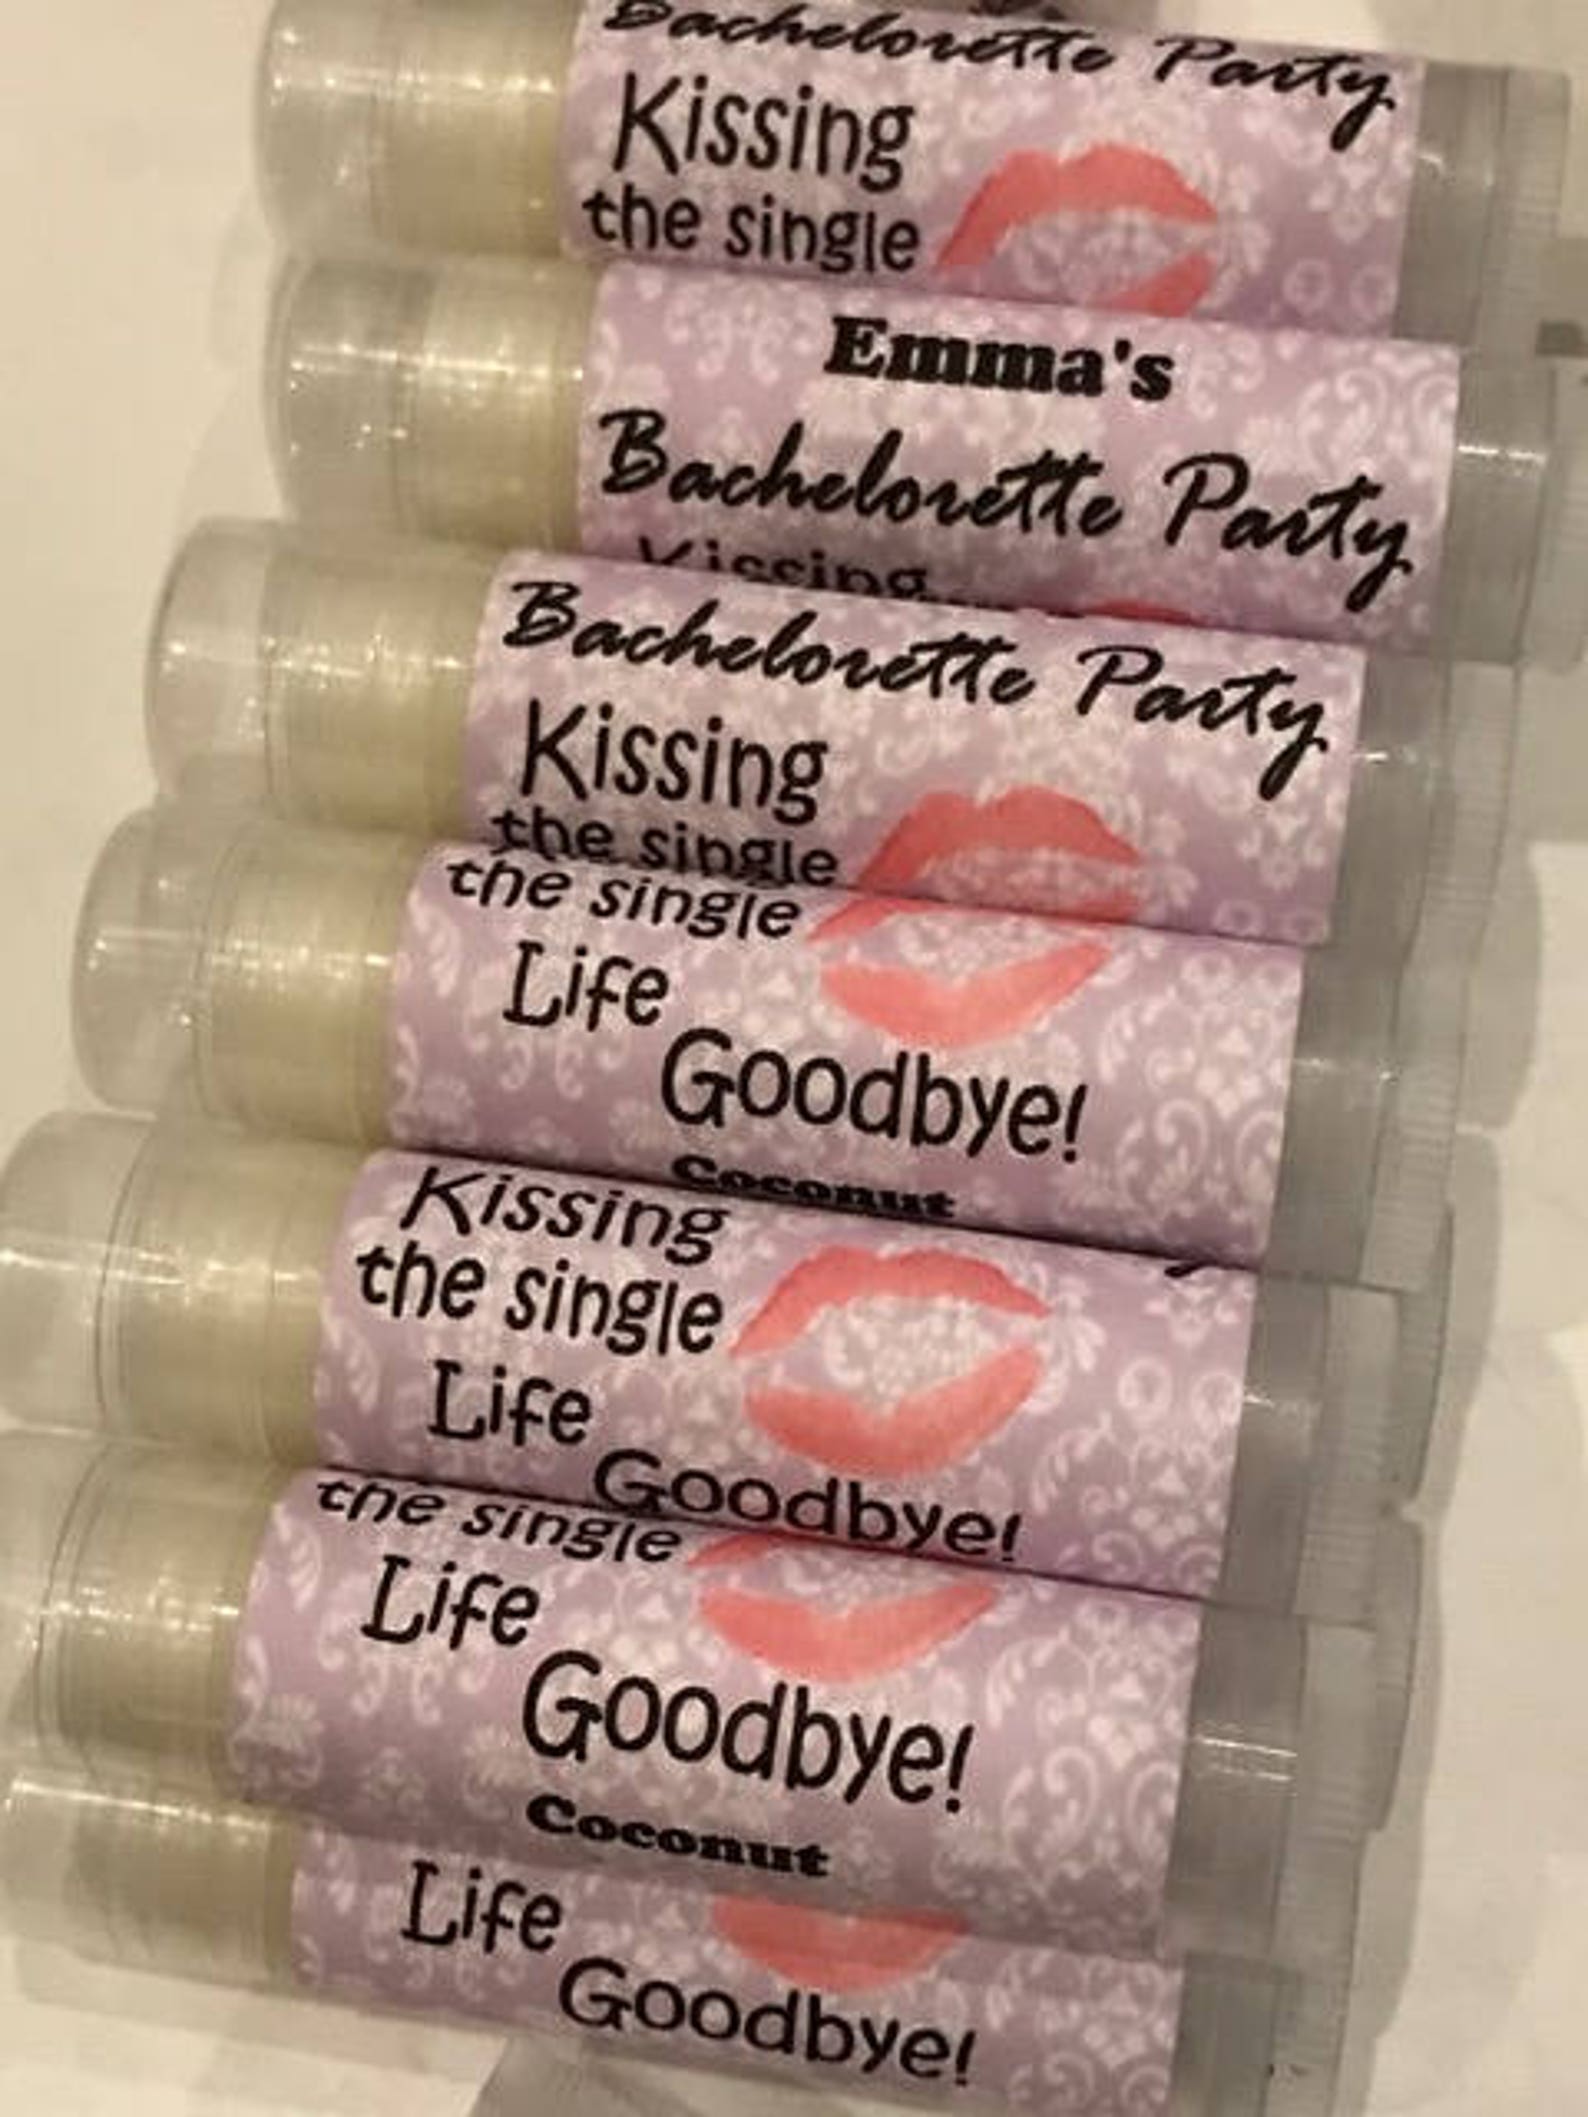 Bachelorette Party
Kissing
the single
Emma's
Bachelorette Party
Kissing
Bachelorette Party
Kissing
the single
the single
Life
Goodbye!
Coconut
Kissing
the single
Life
Goodbye!
the single
Life
Goodbye!
Coconut
Life
Goodbye!